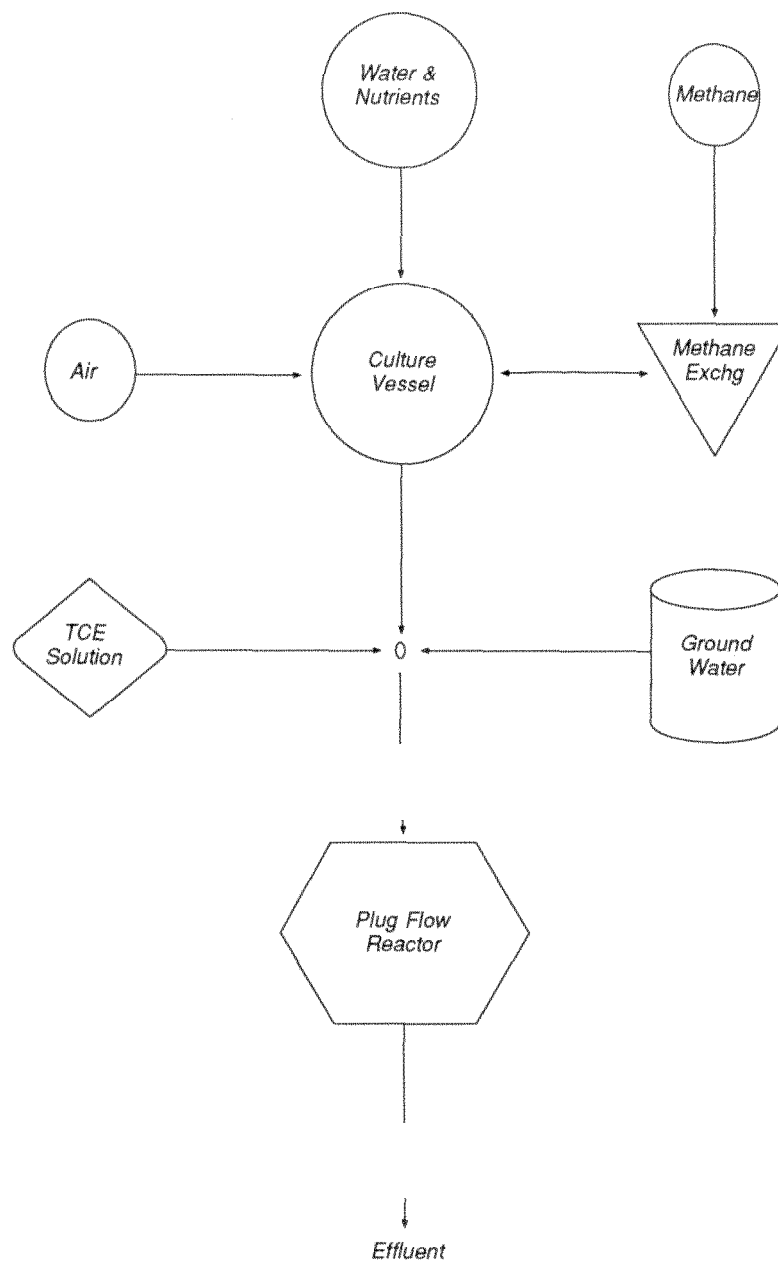 Water &
Nutrients
Methane
Air
Culture
Vessel
Methane
Exchg
TCE
Solution
0
Ground
Water
Plug Flow
Reactor
Effluent